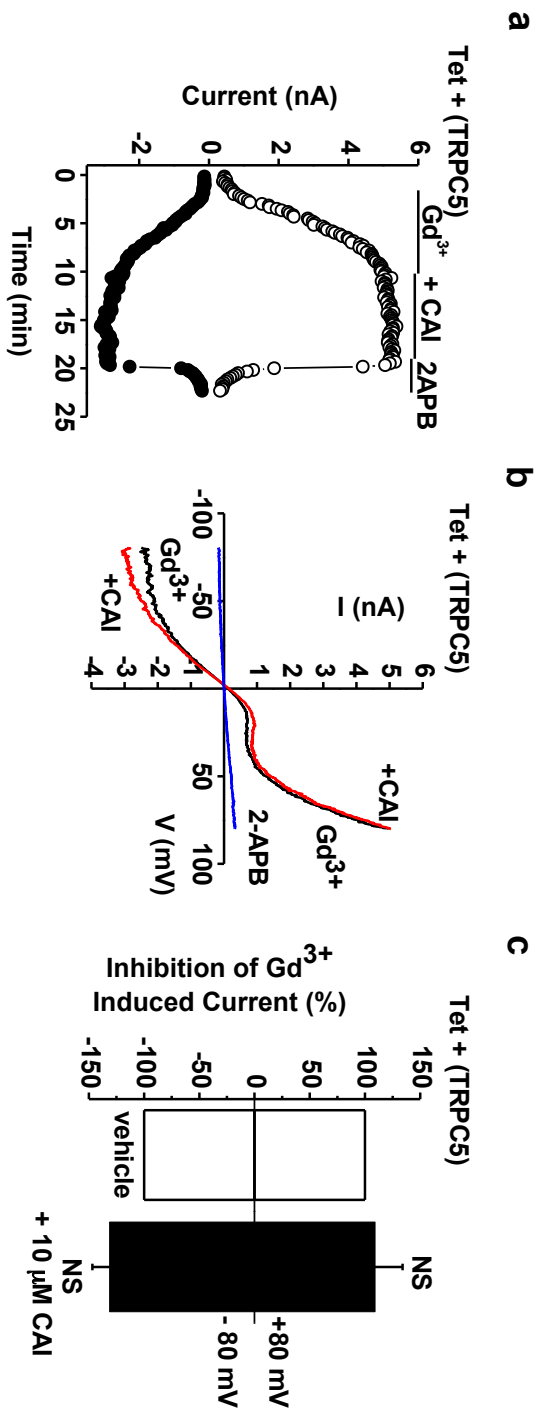 a
Tet + (TRPC5)
Gd³⁺
+ CAI
2APB
Current (nA)
6
4
2
0
-2
0 5 10 15 20 25
Time (min)
b
Tet + (TRPC5)
I (nA)
6
5
4
3
2
1
-1
-2
-3
-4
-100 -50 50 100
V (mV)
+CAI
Gd³⁺
2-APB
Gd³⁺
+CAI
c
Tet + (TRPC5)
Inhibition of Gd³⁺
Induced Current (%)
150
100
50
0
-50
-100
-150
NS
+80 mV
- 80 mV
vehicle
NS
+ 10 µM CAI